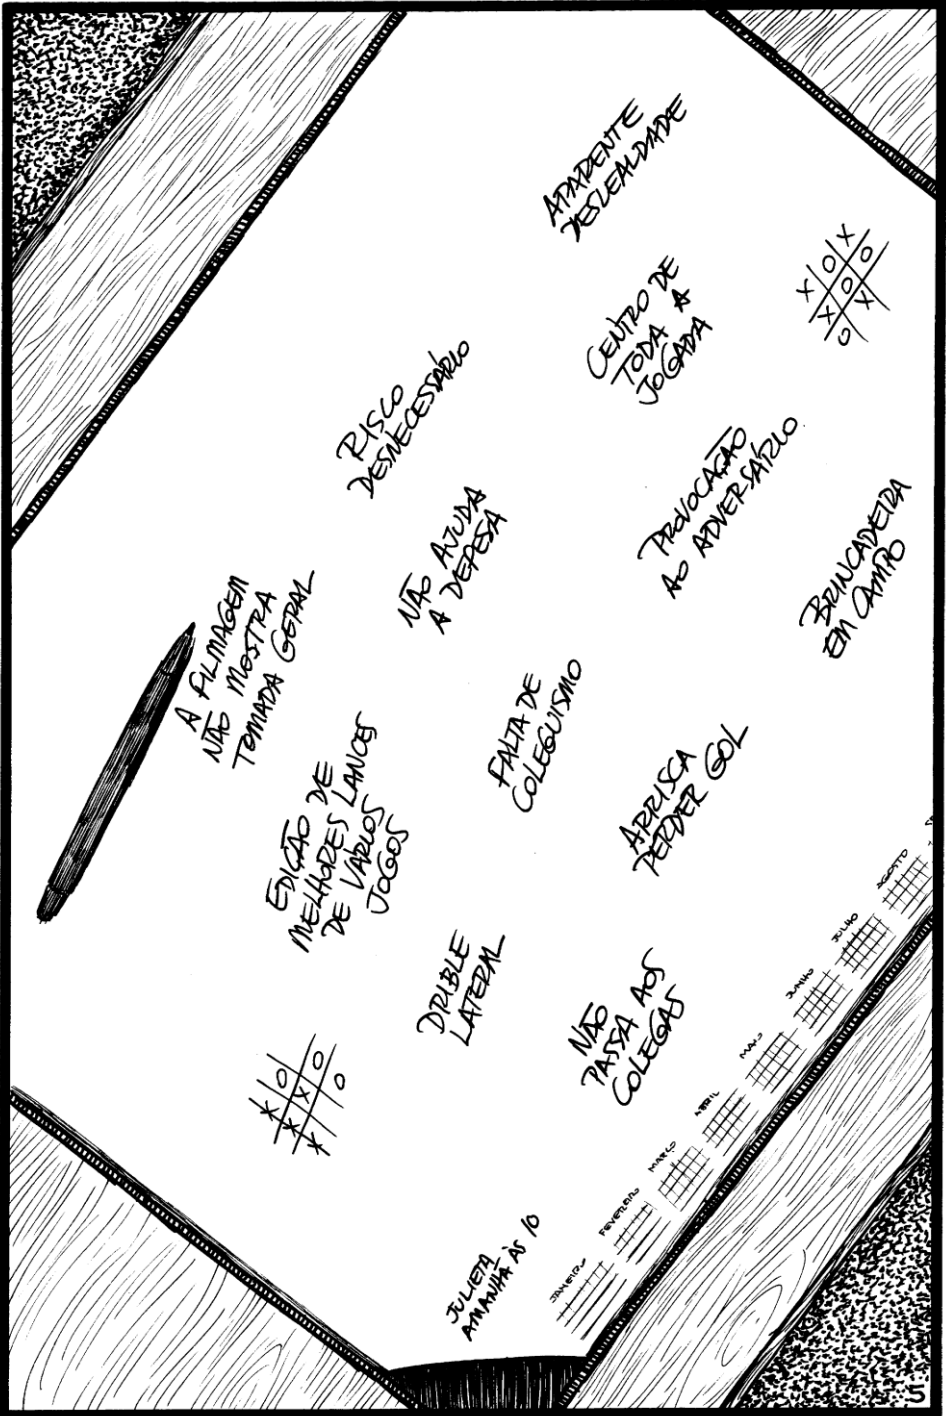 APARENTE
DESLEALDADE
CENTRO DE
TODA A
JOGADA
RISCO
DESNECESSÁRIO
PROVOCAÇÃO
AO ADVERSÁRIO
BRINCADEIRA
EM CAMPO
NÃO AJUDA
A DEFESA
A FILMAGEM
NÃO MOSTRA
TOMADA GERAL
FALTA DE
COLEGUISMO
ARRISCA
PERDER GOL
EDIÇÃO DE
MELHORES LANCES
DE VÁRIOS
JOGOS
DRIBLE
LATERAL
NÃO
PASSA AOS
COLEGAS
X O X
X O O
O X
O O
X X O
X X
JULIETA
AMANHÃ ÀS 10
JANEIRO
FEVEREIRO
MARÇO
ABRIL
MAIO
JUNHO
JULHO
AGOSTO
5